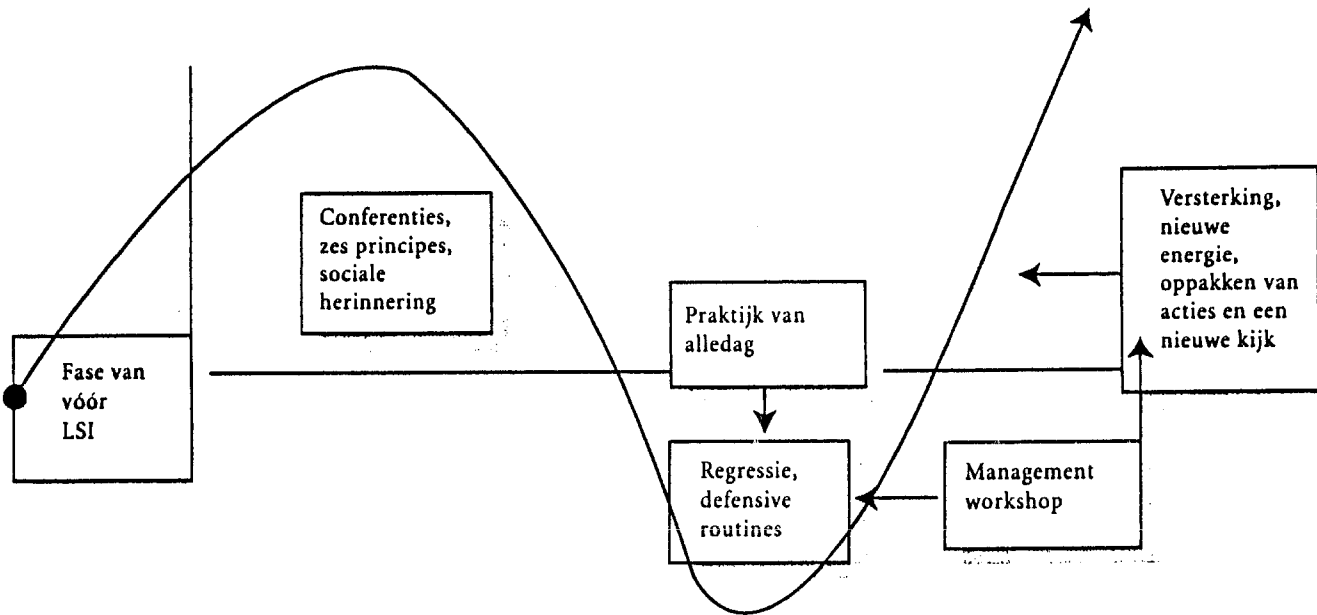 Fase van
vóór
LSI
Conferenties,
zes principes,
sociale
herinnering
Praktijk van
alledag
Regressie,
defensive
routines
Management
workshop
Versterking,
nieuwe
energie,
oppakken van
acties en een
nieuwe kijk